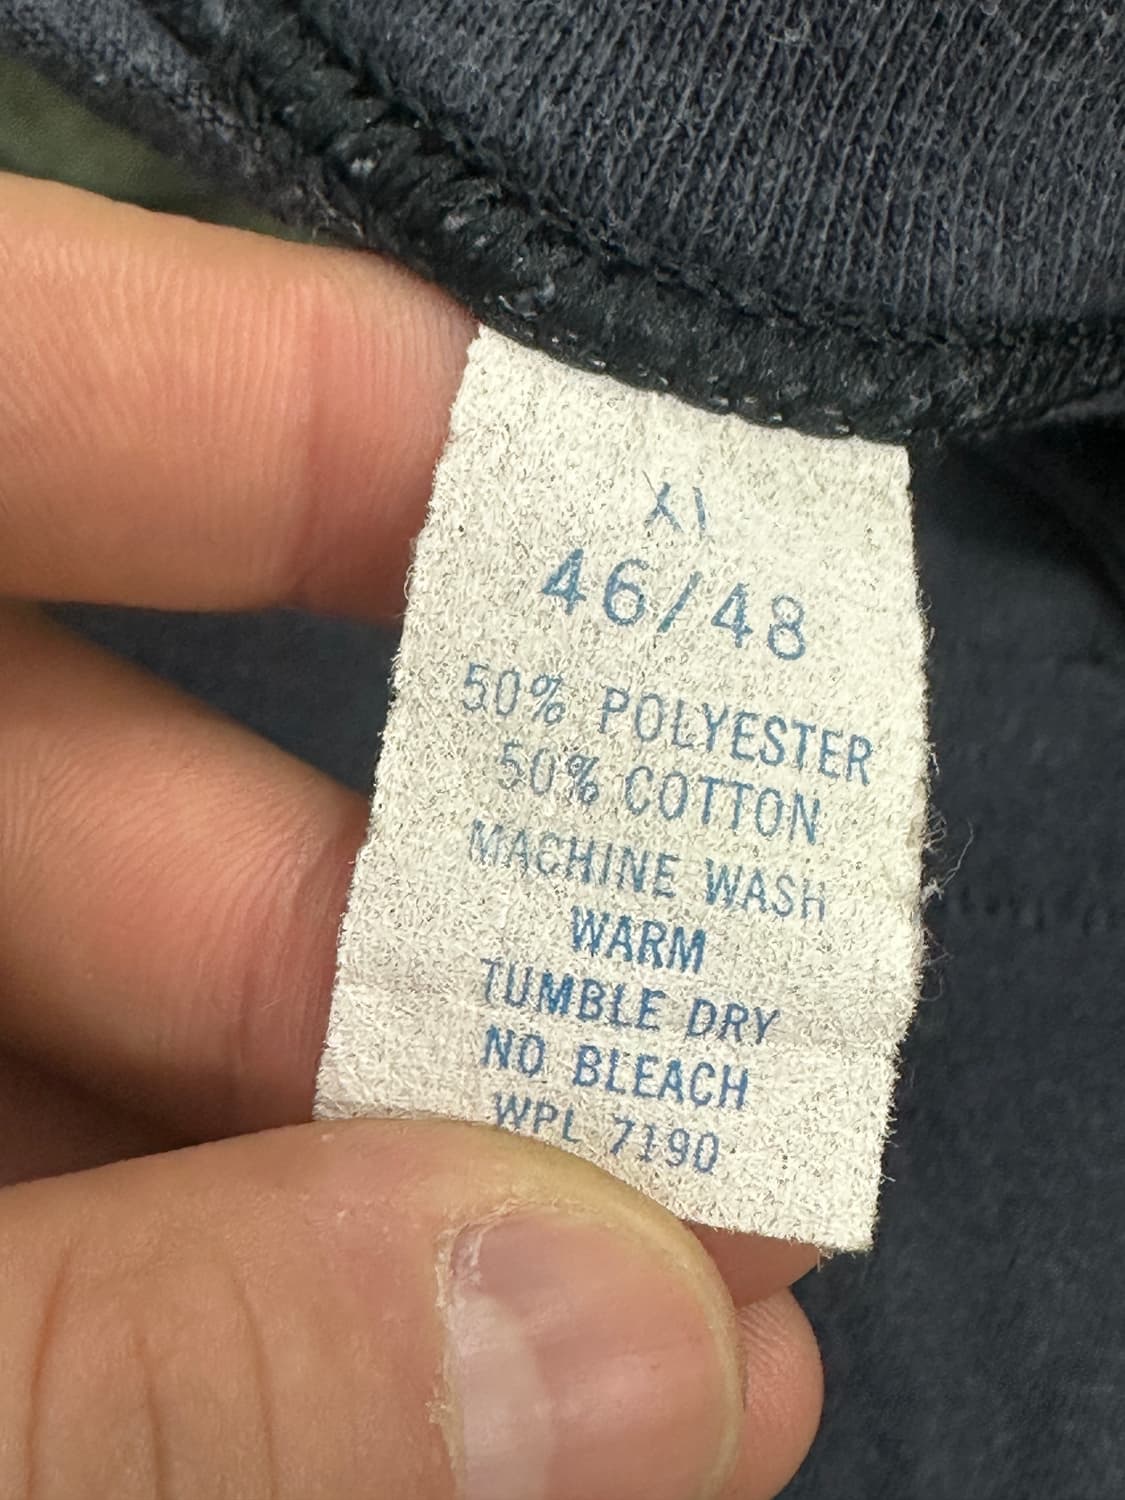 XL
46/48
50% POLYESTER
50% COTTON
MACHINE WASH
WARM
TUMBLE DRY
NO BLEACH
WPL 7190